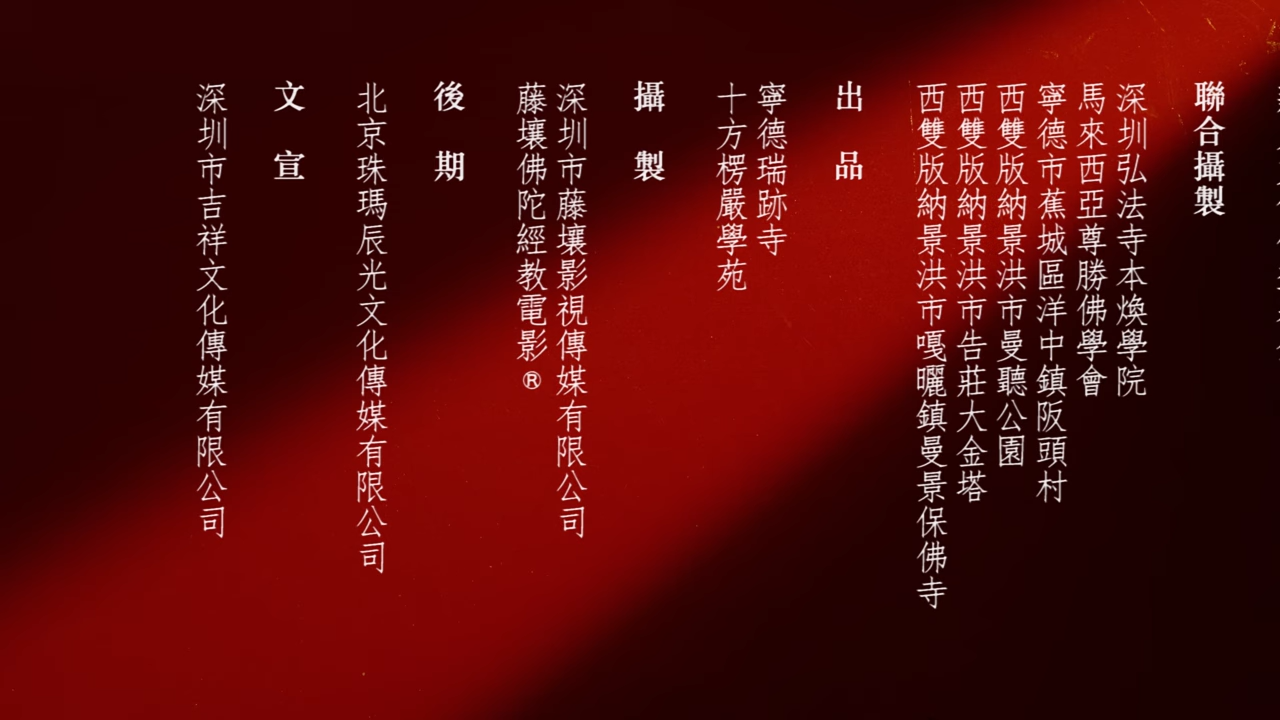 聯合攝製
深圳弘法寺本煥學院
馬來西亞尊勝佛學會
寧德市蕉城區洋中鎮阪頭村
西雙版納景洪市曼聽公園
西雙版納景洪市告莊大金塔
西雙版納景洪市嘎曬鎮曼景保佛寺
出品
寧德瑞跡寺
十方楞嚴學苑
攝製
深圳市藤壤影視傳媒有限公司
藤壤佛陀經教電影®
後期
北京珠瑪辰光文化傳媒有限公司
文宣
深圳市吉祥文化傳媒有限公司